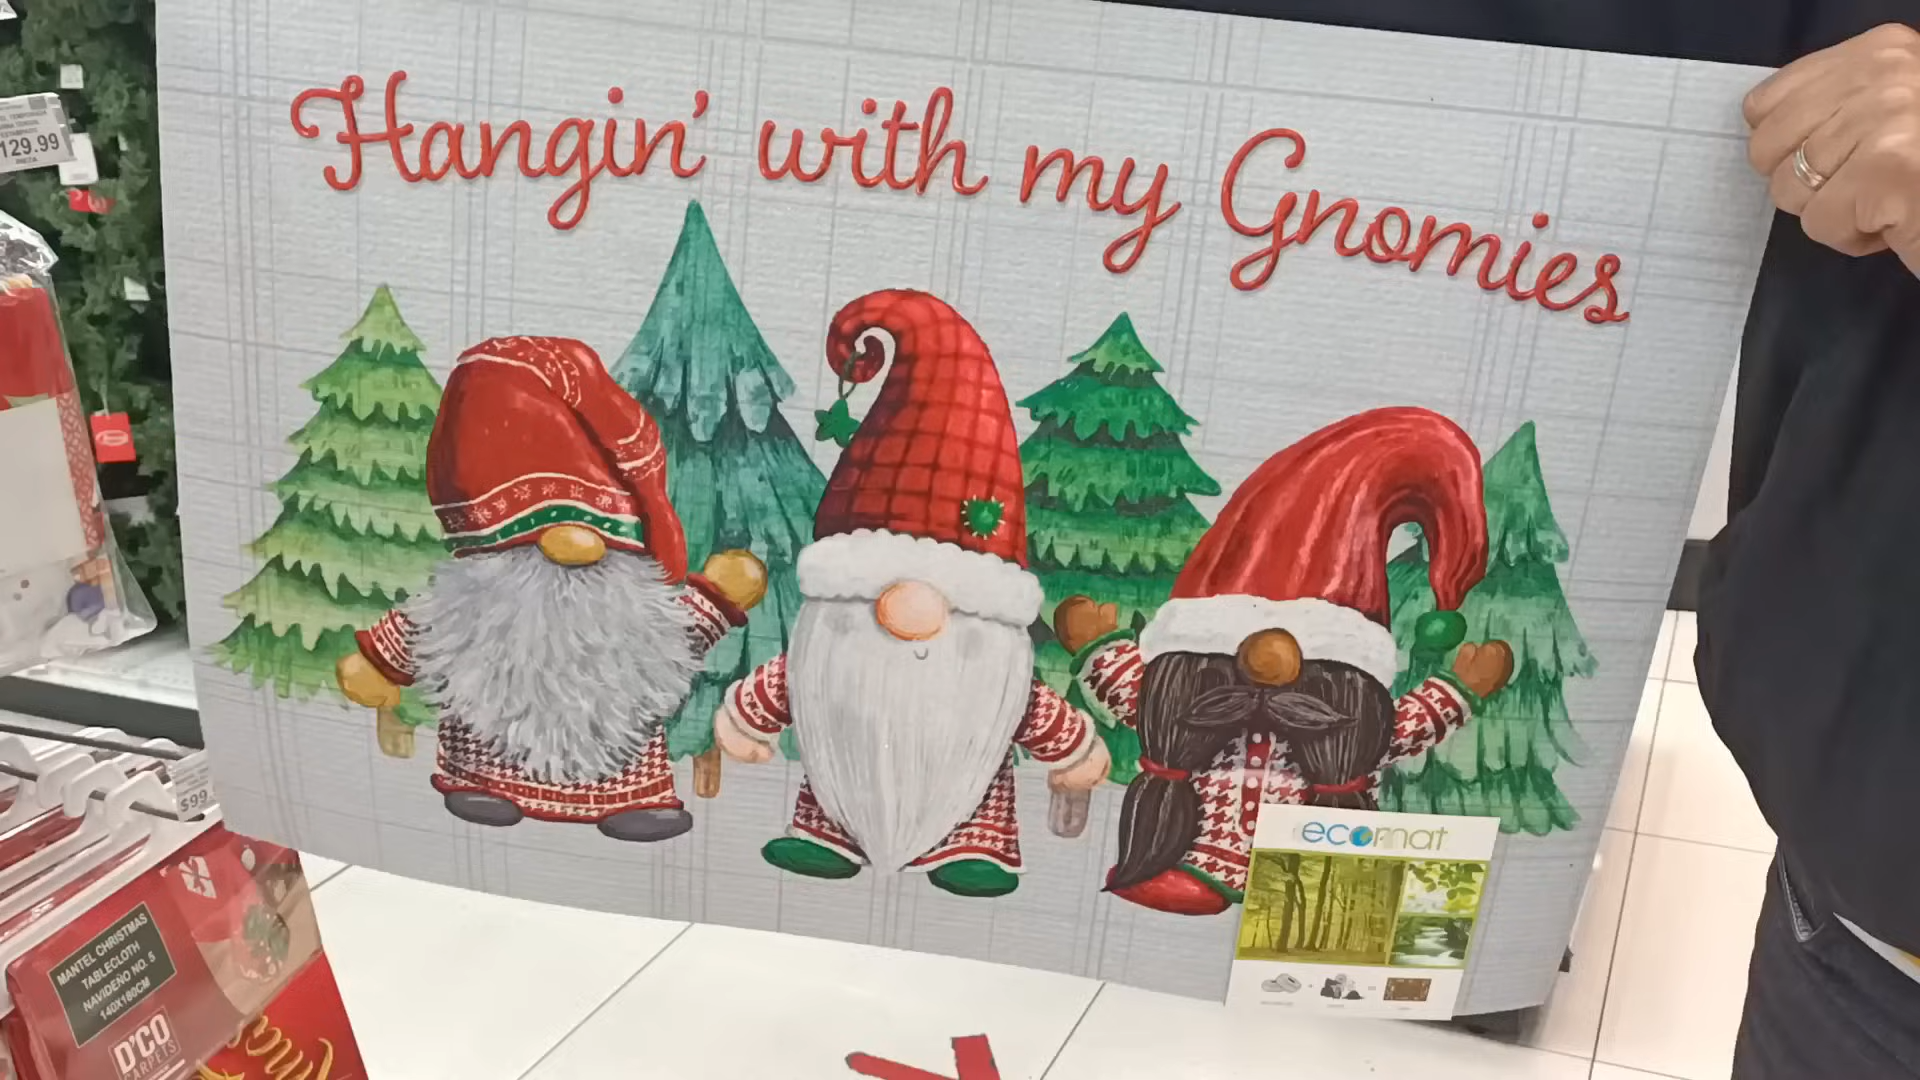 Hangin' with my Gnomies
129.99
$99
ecomat
MANTEL CHRISTMAS
TABLECLOTH
NAVIDEÑO NO. 5
140X180CM
D'CO
CARPETS